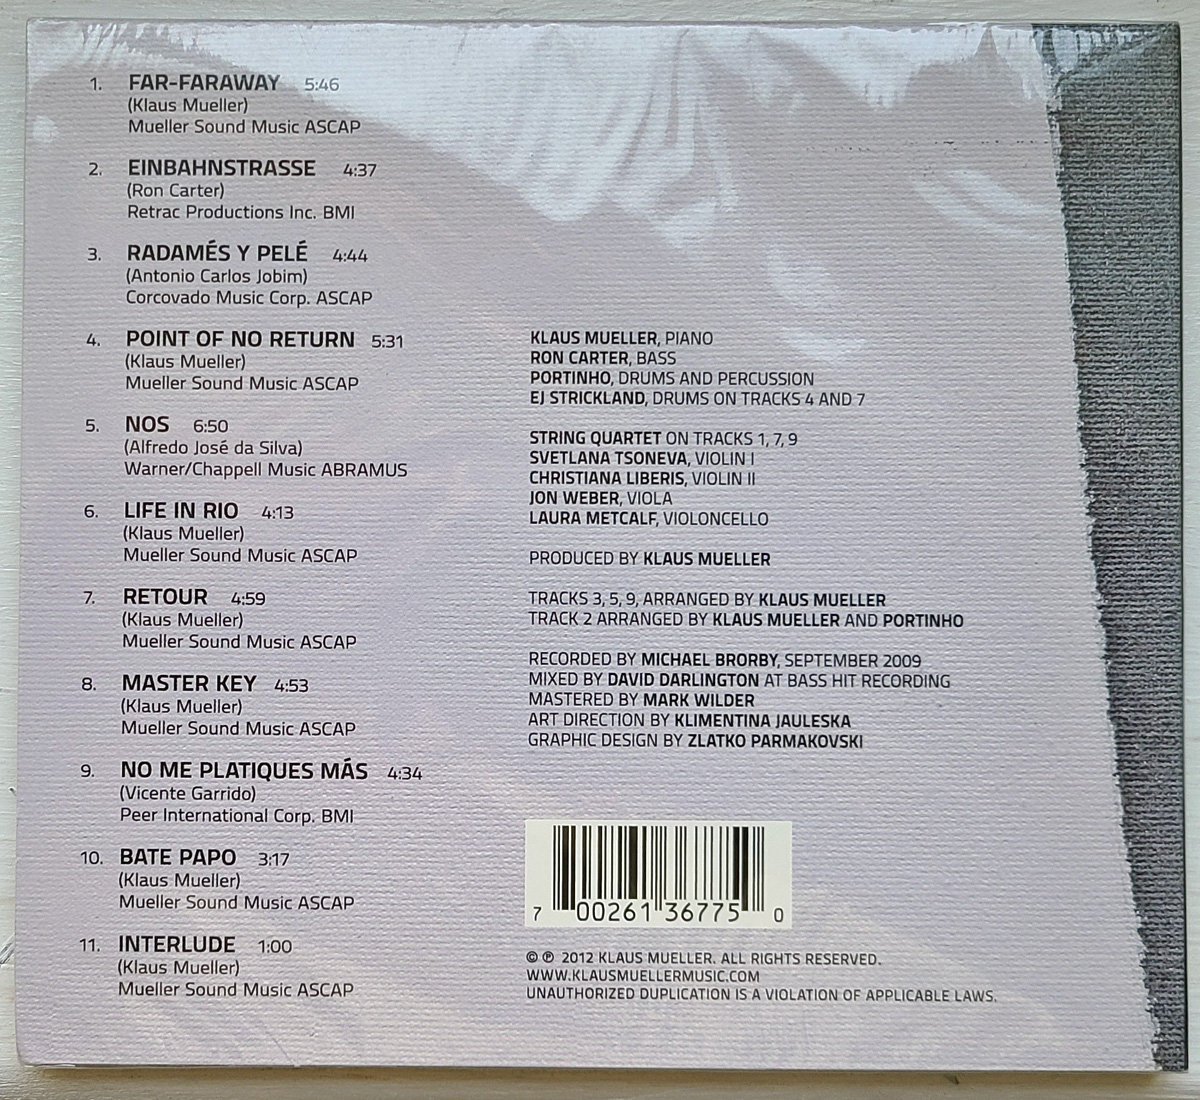 1. FAR-FARAWAY 5:46
(Klaus Mueller)
Mueller Sound Music ASCAP
2. EINBAHNSTRASSE 4:37
(Ron Carter)
Retrac Productions Inc. BMI
3. RADAMÉS Y PELÉ 4:44
(Antonio Carlos Jobim)
Corcovado Music Corp. ASCAP
4. POINT OF NO RETURN 5:31
(Klaus Mueller)
Mueller Sound Music ASCAP
5. NOS 6:50
(Alfredo José da Silva)
Warner/Chappell Music ABRAMUS
6. LIFE IN RIO 4:13
(Klaus Mueller)
Mueller Sound Music ASCAP
7. RETOUR 4:59
(Klaus Mueller)
Mueller Sound Music ASCAP
8. MASTER KEY 4:53
(Klaus Mueller)
Mueller Sound Music ASCAP
9. NO ME PLATIQUES MÁS 4:34
(Vicente Garrido)
Peer International Corp. BMI
10. BATE PAPO 3:17
(Klaus Mueller)
Mueller Sound Music ASCAP
11. INTERLUDE 1:00
(Klaus Mueller)
Mueller Sound Music ASCAP
KLAUS MUELLER, PIANO
RON CARTER, BASS
PORTINHO, DRUMS AND PERCUSSION
EJ STRICKLAND, DRUMS ON TRACKS 4 AND 7
STRING QUARTET ON TRACKS 1, 7, 9
SVETLANA TSONEVA, VIOLIN I
CHRISTIANA LIBERIS, VIOLIN II
JON WEBER, VIOLA
LAURA METCALF, VIOLONCELLO
PRODUCED BY KLAUS MUELLER
TRACKS 3, 5, 9, ARRANGED BY KLAUS MUELLER
TRACK 2 ARRANGED BY KLAUS MUELLER AND PORTINHO
RECORDED BY MICHAEL BRORBY, SEPTEMBER 2009
MIXED BY DAVID DARLINGTON AT BASS HIT RECORDING
MASTERED BY MARK WILDER
ART DIRECTION BY KLIMENTINA JAULESKA
GRAPHIC DESIGN BY ZLATKO PARMAKOVSKI
7 00261 36775 0
© ℗ 2012 KLAUS MUELLER. ALL RIGHTS RESERVED.
WWW.KLAUSMUELLERMUSIC.COM
UNAUTHORIZED DUPLICATION IS A VIOLATION OF APPLICABLE LAWS.